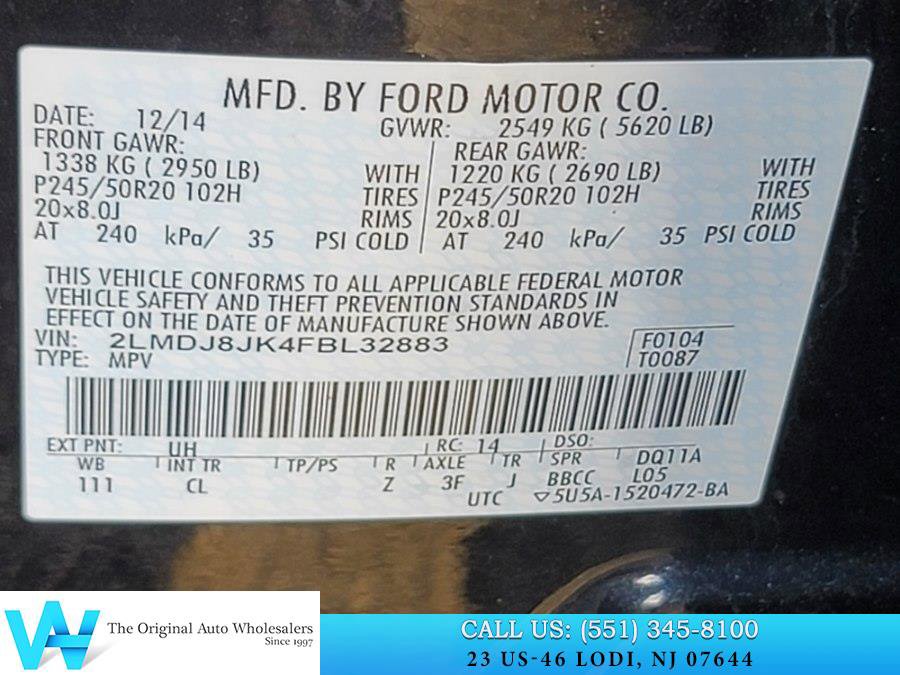 MFD. BY FORD MOTOR CO.
DATE: 12/14 GVWR: 2549 KG ( 5620 LB)
FRONT GAWR: REAR GAWR:
1338 KG ( 2950 LB) WITH 1220 KG ( 2690 LB) WITH
P245/50R20 102H TIRES P245/50R20 102H TIRES
20x8.0J RIMS 20x8.0J RIMS
AT 240 kPa/ 35 PSI COLD AT 240 kPa/ 35 PSI COLD
THIS VEHICLE CONFORMS TO ALL APPLICABLE FEDERAL MOTOR
VEHICLE SAFETY AND THEFT PREVENTION STANDARDS IN
EFFECT ON THE DATE OF MANUFACTURE SHOWN ABOVE.
VIN: 2LMDJ8JK4FBL32883 F0104
TYPE: MPV T0087
EXT PNT: UH RC: 14 DSO:
WB INT TR TP/PS R AXLE TR SPR DQ11A
111 CL Z 3F J BBCC L05
UTC ▽5U5A-1520472-BA
The Original Auto Wholesalers
Since 1997
CALL US: (551) 345-8100
23 US-46 LODI, NJ 07644